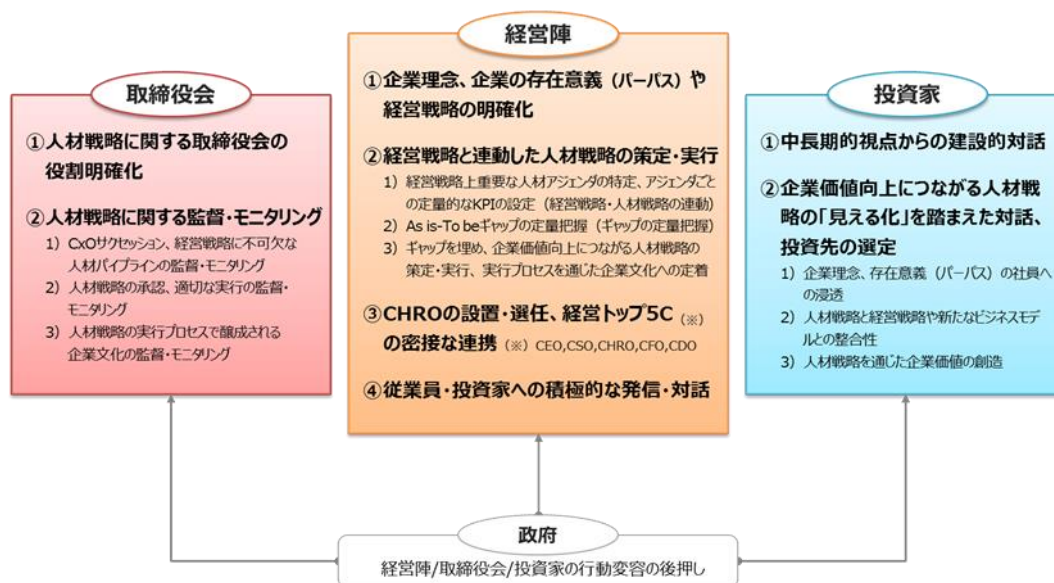 取締役会
①人材戦略に関する取締役会の
役割明確化
②人材戦略に関する監督・モニタリング
1) CxOサクセッション、経営戦略に不可欠な
人材パイプラインの監督・モニタリング
2) 人材戦略の承認、適切な実行の監督・
モニタリング
3) 人材戦略の実行プロセスで醸成される
企業文化の監督・モニタリング
経営陣
①企業理念、企業の存在意義（パーパス）や
経営戦略の明確化
②経営戦略と連動した人材戦略の策定・実行
1) 経営戦略上重要な人材アジェンダの特定、アジェンダごと
の定量的なKPIの設定（経営戦略・人材戦略の連動）
2) As is-To beギャップの定量把握（ギャップの定量把握）
3) ギャップを埋め、企業価値向上につながる人材戦略の
策定・実行、実行プロセスを通じた企業文化への定着
③CHROの設置・選任、経営トップ5C（※）
の密接な連携（※）CEO,CSO,CHRO,CFO,CDO
④従業員・投資家への積極的な発信・対話
投資家
①中長期的視点からの建設的対話
②企業価値向上につながる人材戦
略の「見える化」を踏まえた対話、
投資先の選定
1) 企業理念、存在意義（パーパス）の社員へ
の浸透
2) 人材戦略と経営戦略や新たなビジネスモデ
ルとの整合性
3) 人材戦略を通じた企業価値の創造
政府
経営陣/取締役会/投資家の行動変容の後押し